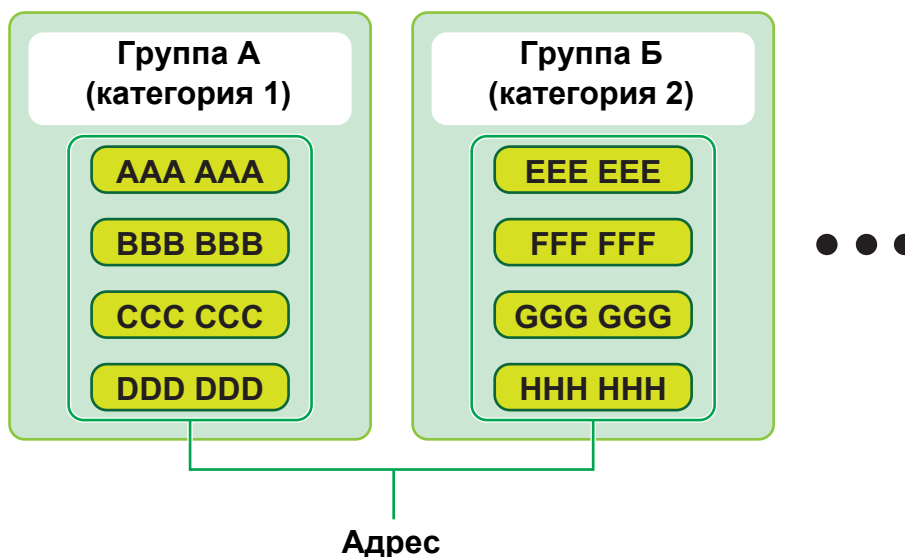 Группа А
(категория 1)
AAA AAA
BBB BBB
CCC CCC
DDD DDD
Группа Б
(категория 2)
EEE EEE
FFF FFF
GGG GGG
HHH HHH
Адрес